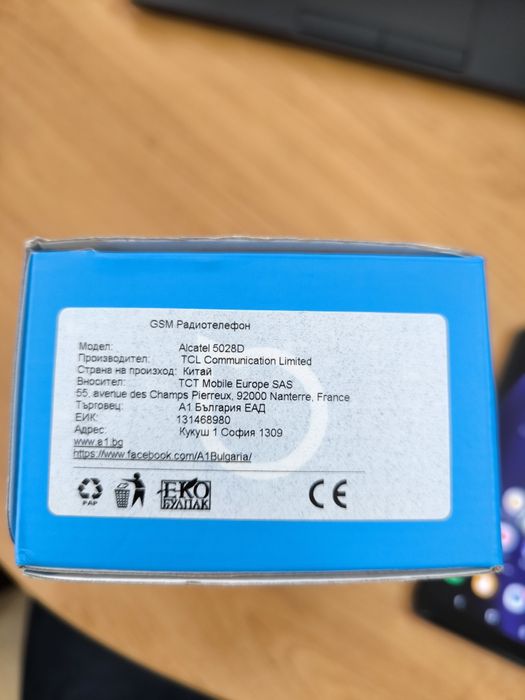 GSM Радиотелефон
Модел: Alcatel 5028D
Производител: TCL Communication Limited
Страна на произход: Китай
Вносител: TCT Mobile Europe SAS
55, avenue des Champs Pierreux, 92000 Nanterre, France
Търговец: А1 България ЕАД
ЕИК: 131468980
Адрес: Кукуш 1 София 1309
www.a1.bg
https://www.facebook.com/A1Bulgaria/
PAP
ЕКО
БУЛПАК
CE